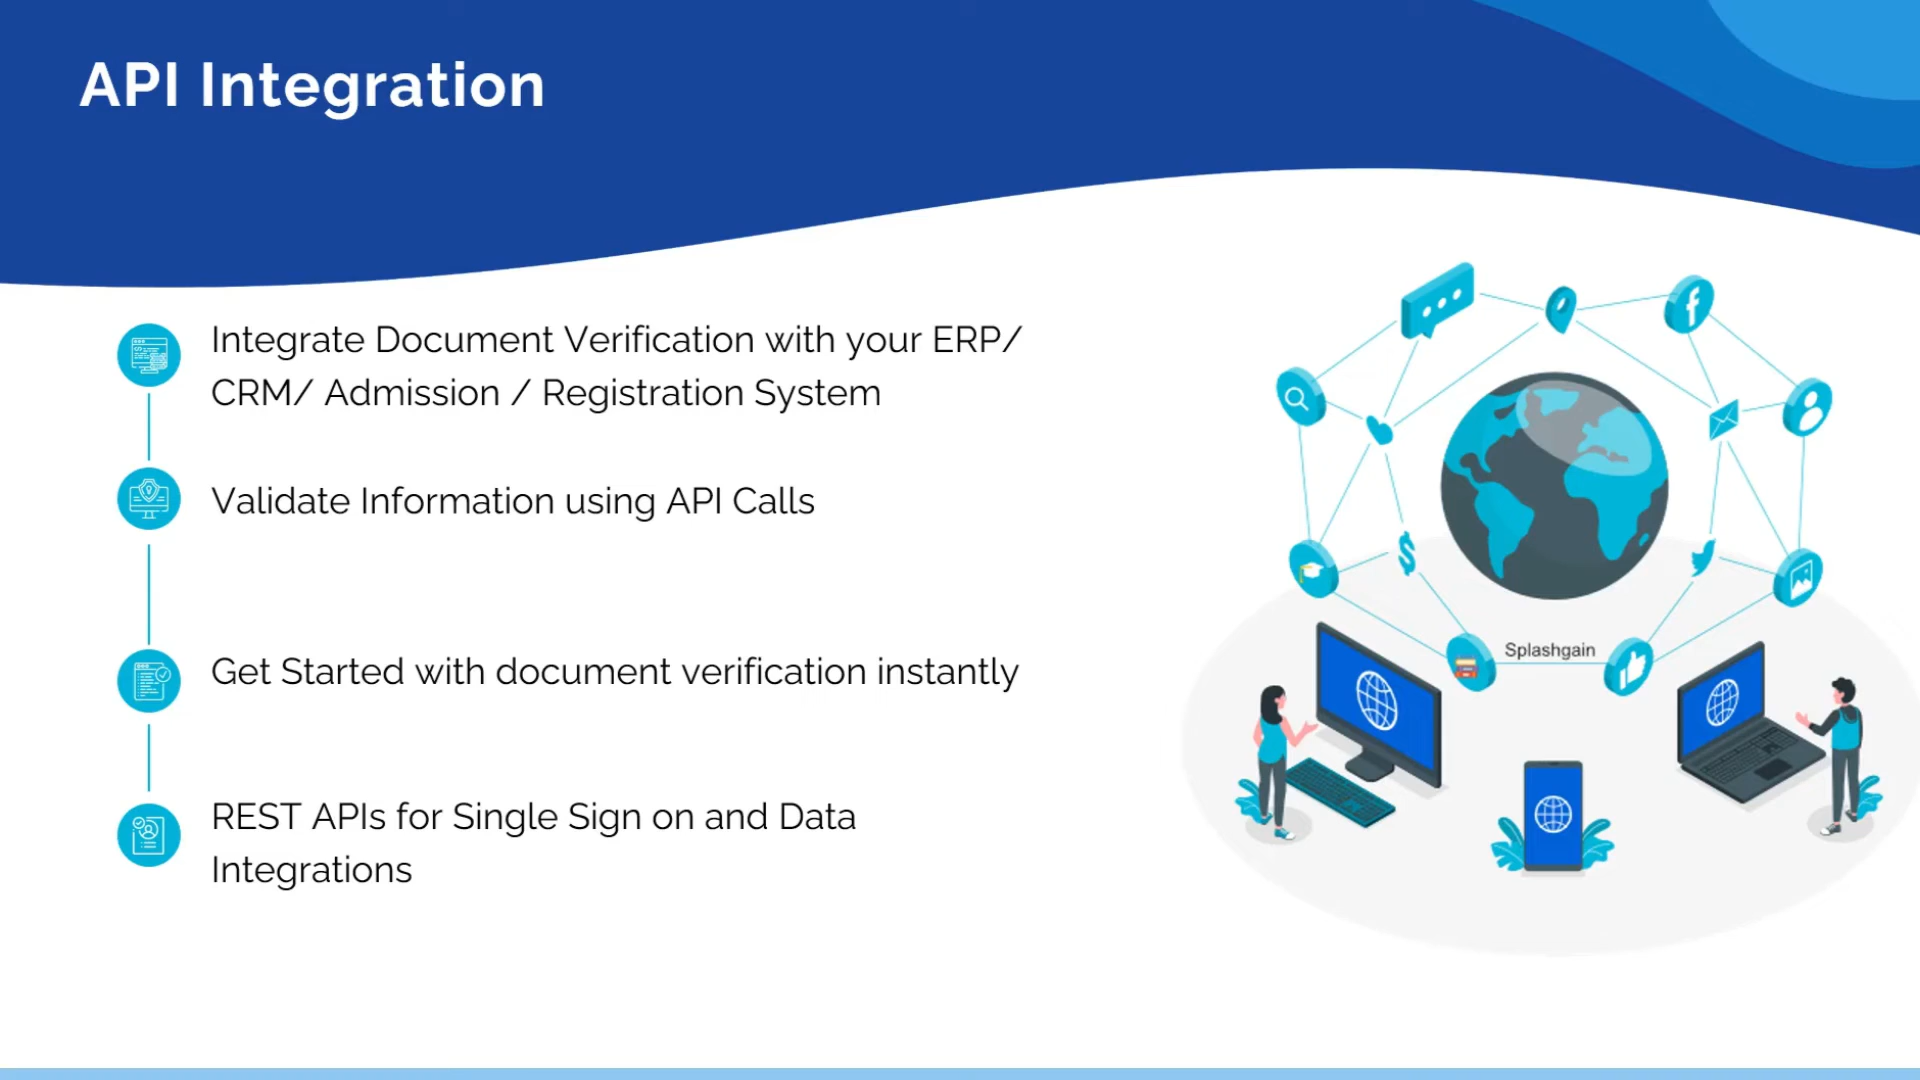 API Integration
Integrate Document Verification with your ERP/
CRM/ Admission / Registration System
Validate Information using API Calls
Get Started with document verification instantly
REST APIs for Single Sign on and Data
Integrations
Splashgain